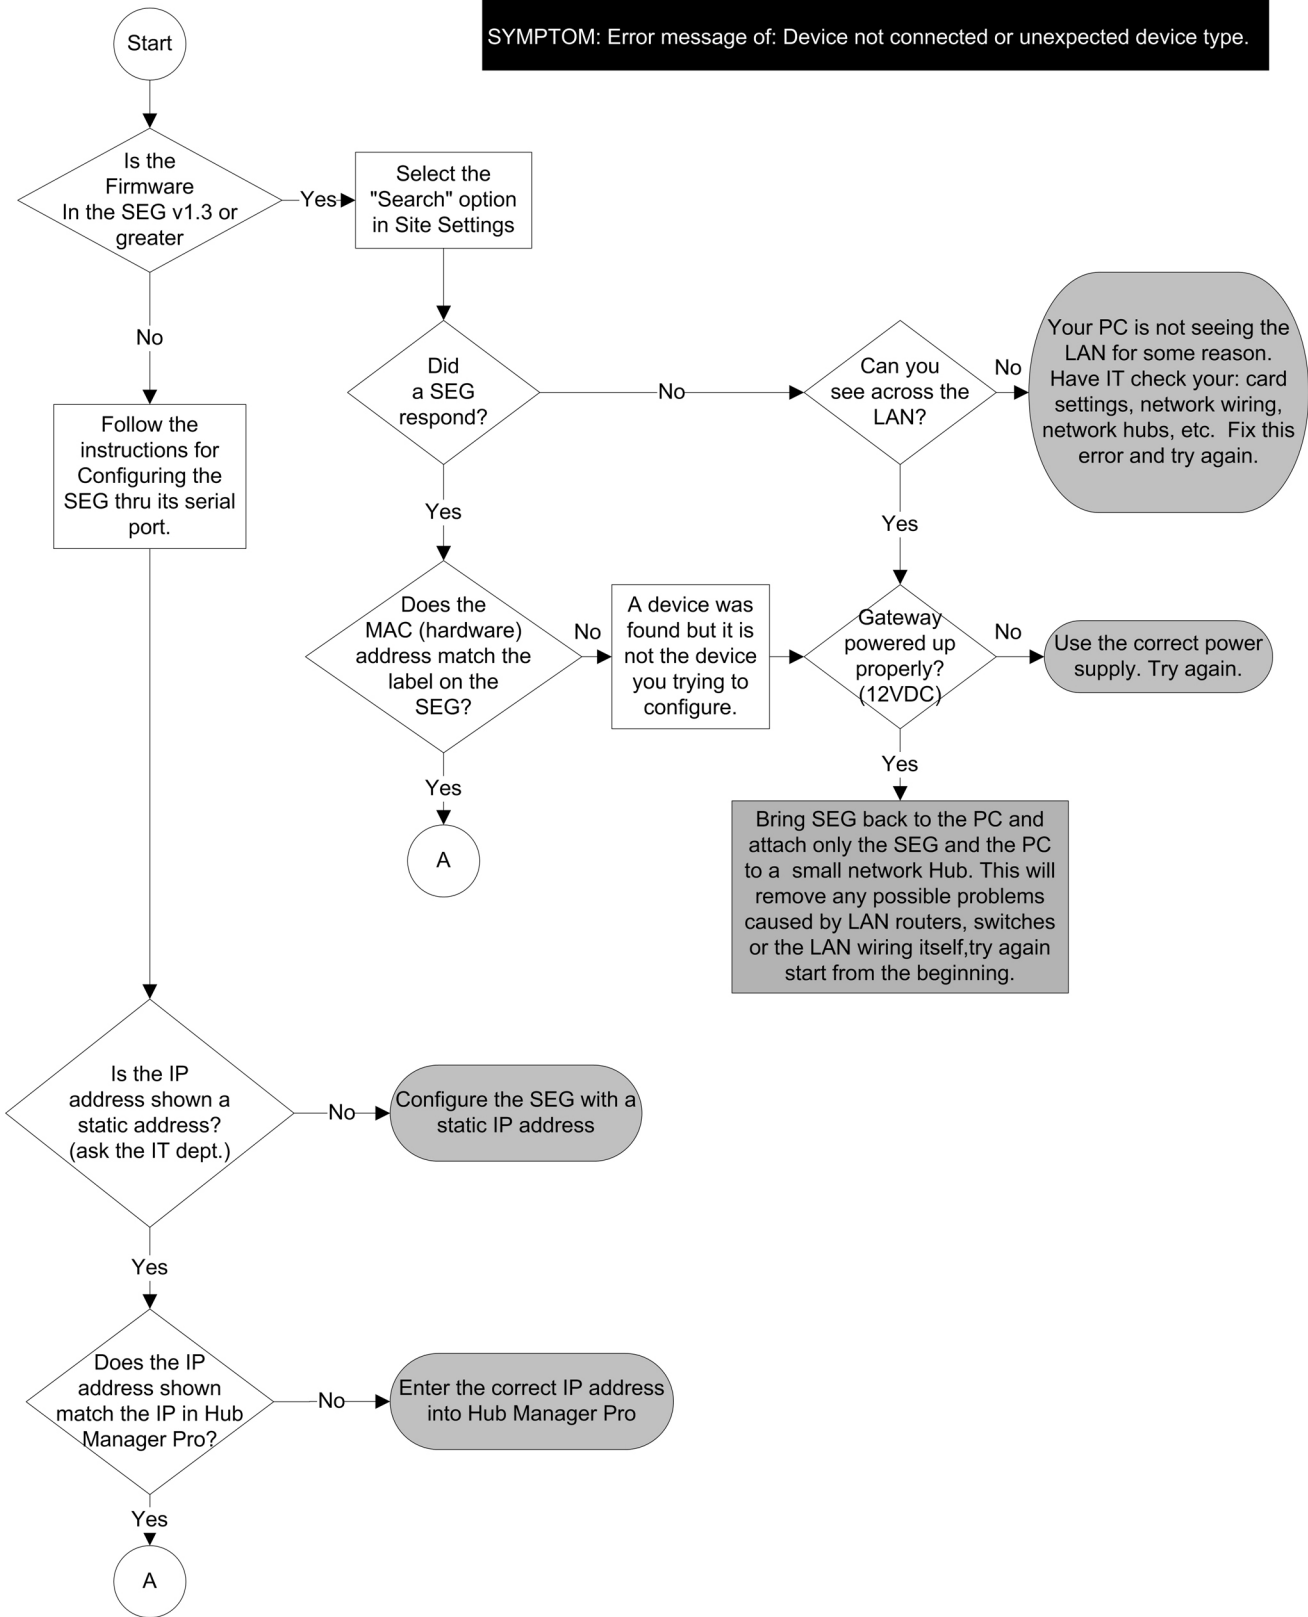 SYMPTOM: Error message of: Device not connected or unexpected device type.
Start
Is the
Firmware
In the SEG v1.3 or
greater
Yes
Select the
"Search" option
in Site Settings
No
Follow the
instructions for
Configuring the
SEG thru its serial
port.
Did
a SEG
respond?
No
Can you
see across the
LAN?
No
Your PC is not seeing the
LAN for some reason.
Have IT check your: card
settings, network wiring,
network hubs, etc.  Fix this
error and try again.
Yes
Yes
Does the
MAC (hardware)
address match the
label on the
SEG?
No
A device was
found but it is
not the device
you trying to
configure.
Gateway
powered up
properly?
(12VDC)
No
Use the correct power
supply. Try again.
Yes
A
Yes
Bring SEG back to the PC and
attach only the SEG and the PC
to a  small network Hub. This will
remove any possible problems
caused by LAN routers, switches
or the LAN wiring itself,try again
start from the beginning.
Is the IP
address shown a
static address?
(ask the IT dept.)
No
Configure the SEG with a
static IP address
Yes
Does the IP
address shown
match the IP in Hub
Manager Pro?
No
Enter the correct IP address
into Hub Manager Pro
Yes
A